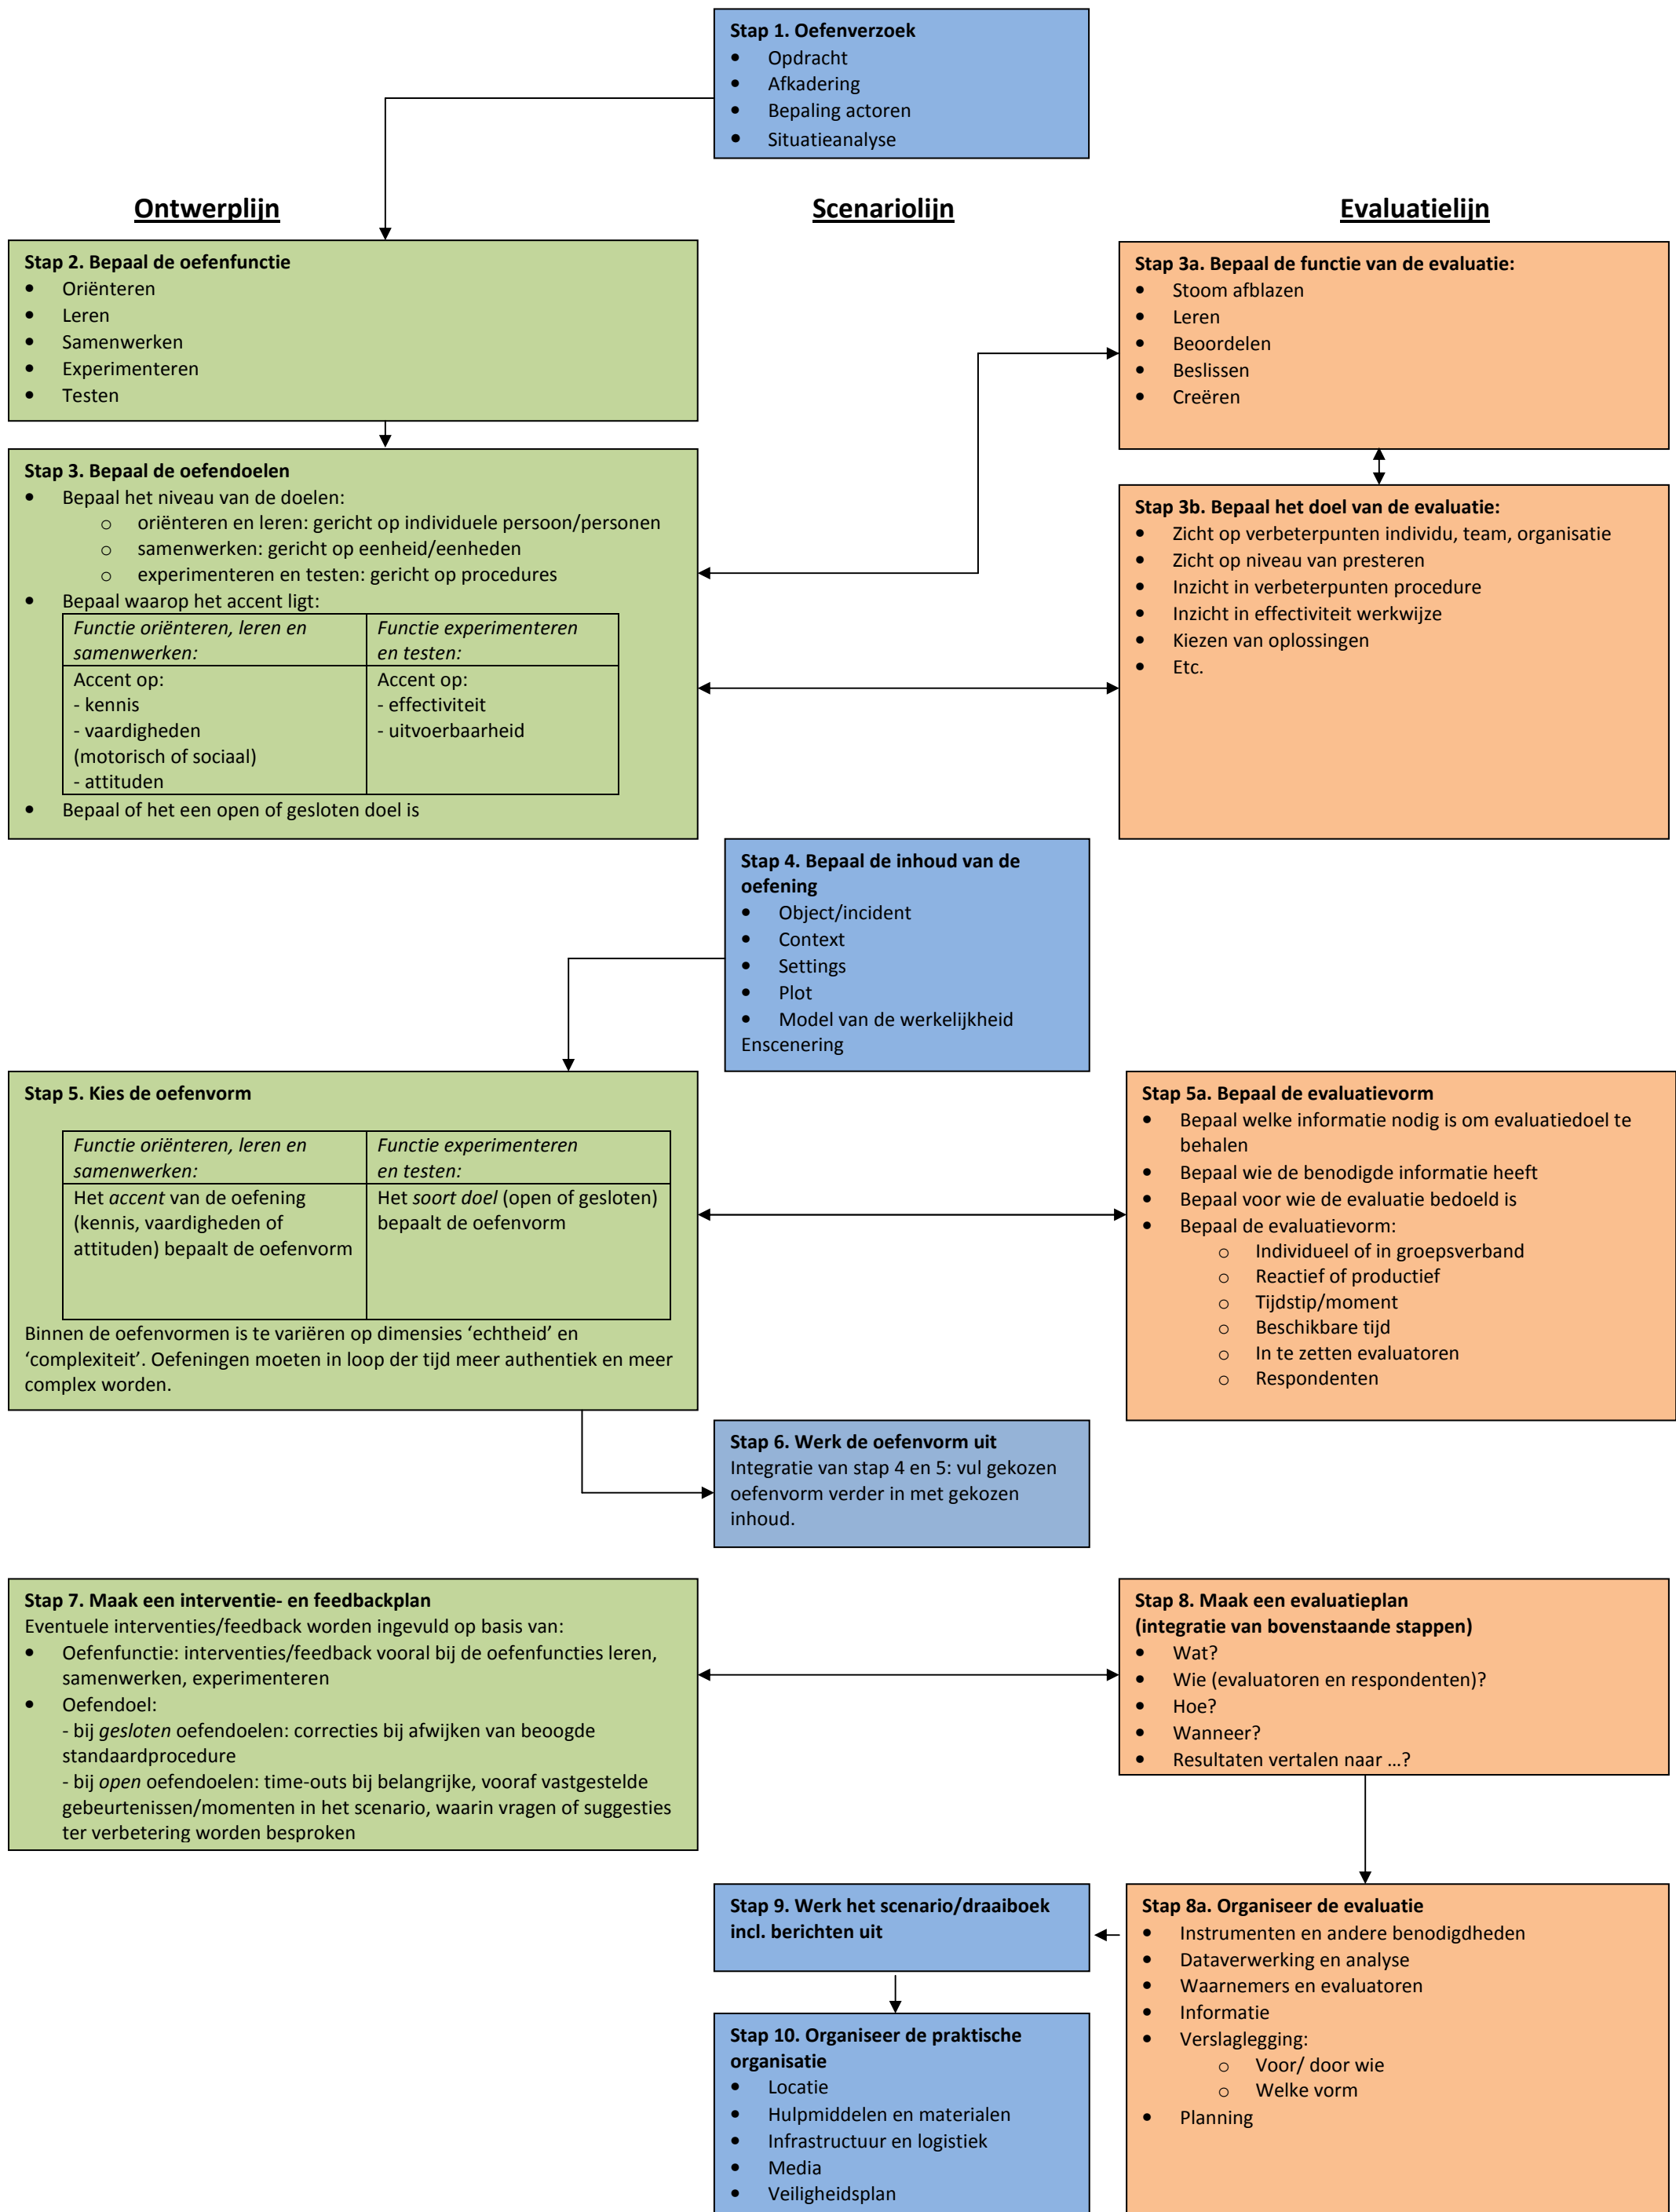 Stap 1. Oefenverzoek
• Opdracht
• Afkadering
• Bepaling actoren
• Situatieanalyse
Ontwerplijn
Scenariolijn
Evaluatielijn
Stap 2. Bepaal de oefenfunctie
• Oriënteren
• Leren
• Samenwerken
• Experimenteren
• Testen
Stap 3a. Bepaal de functie van de evaluatie:
• Stoom afblazen
• Leren
• Beoordelen
• Beslissen
• Creëren
Stap 3. Bepaal de oefendoelen
• Bepaal het niveau van de doelen:
o oriënteren en leren: gericht op individuele persoon/personen
o samenwerken: gericht op eenheid/eenheden
o experimenteren en testen: gericht op procedures
• Bepaal waarop het accent ligt:
Functie oriënteren, leren en
samenwerken:
Functie experimenteren
en testen:
Accent op:
- kennis
- vaardigheden
(motorisch of sociaal)
- attituden
Accent op:
- effectiviteit
- uitvoerbaarheid
• Bepaal of het een open of gesloten doel is
Stap 3b. Bepaal het doel van de evaluatie:
• Zicht op verbeterpunten individu, team, organisatie
• Zicht op niveau van presteren
• Inzicht in verbeterpunten procedure
• Inzicht in effectiviteit werkwijze
• Kiezen van oplossingen
• Etc.
Stap 4. Bepaal de inhoud van de
oefening
• Object/incident
• Context
• Settings
• Plot
• Model van de werkelijkheid
Enscenering
Stap 5. Kies de oefenvorm
Functie oriënteren, leren en
samenwerken:
Functie experimenteren
en testen:
Het accent van de oefening
(kennis, vaardigheden of
attituden) bepaalt de oefenvorm
Het soort doel (open of gesloten)
bepaalt de oefenvorm
Binnen de oefenvormen is te variëren op dimensies ‘echtheid’ en
‘complexiteit’. Oefeningen moeten in loop der tijd meer authentiek en meer
complex worden.
Stap 5a. Bepaal de evaluatievorm
• Bepaal welke informatie nodig is om evaluatiedoel te
behalen
• Bepaal wie de benodigde informatie heeft
• Bepaal voor wie de evaluatie bedoeld is
• Bepaal de evaluatievorm:
o Individueel of in groepsverband
o Reactief of productief
o Tijdstip/moment
o Beschikbare tijd
o In te zetten evaluatoren
o Respondenten
Stap 6. Werk de oefenvorm uit
Integratie van stap 4 en 5: vul gekozen
oefenvorm verder in met gekozen
inhoud.
Stap 7. Maak een interventie- en feedbackplan
Eventuele interventies/feedback worden ingevuld op basis van:
• Oefenfunctie: interventies/feedback vooral bij de oefenfuncties leren,
samenwerken, experimenteren
• Oefendoel:
- bij gesloten oefendoelen: correcties bij afwijken van beoogde
standaardprocedure
- bij open oefendoelen: time-outs bij belangrijke, vooraf vastgestelde
gebeurtenissen/momenten in het scenario, waarin vragen of suggesties
ter verbetering worden besproken
Stap 8. Maak een evaluatieplan
(integratie van bovenstaande stappen)
• Wat?
• Wie (evaluatoren en respondenten)?
• Hoe?
• Wanneer?
• Resultaten vertalen naar …?
Stap 9. Werk het scenario/draaiboek
incl. berichten uit
Stap 8a. Organiseer de evaluatie
• Instrumenten en andere benodigdheden
• Dataverwerking en analyse
• Waarnemers en evaluatoren
• Informatie
• Verslaglegging:
o Voor/ door wie
o Welke vorm
• Planning
Stap 10. Organiseer de praktische
organisatie
• Locatie
• Hulpmiddelen en materialen
• Infrastructuur en logistiek
• Media
• Veiligheidsplan